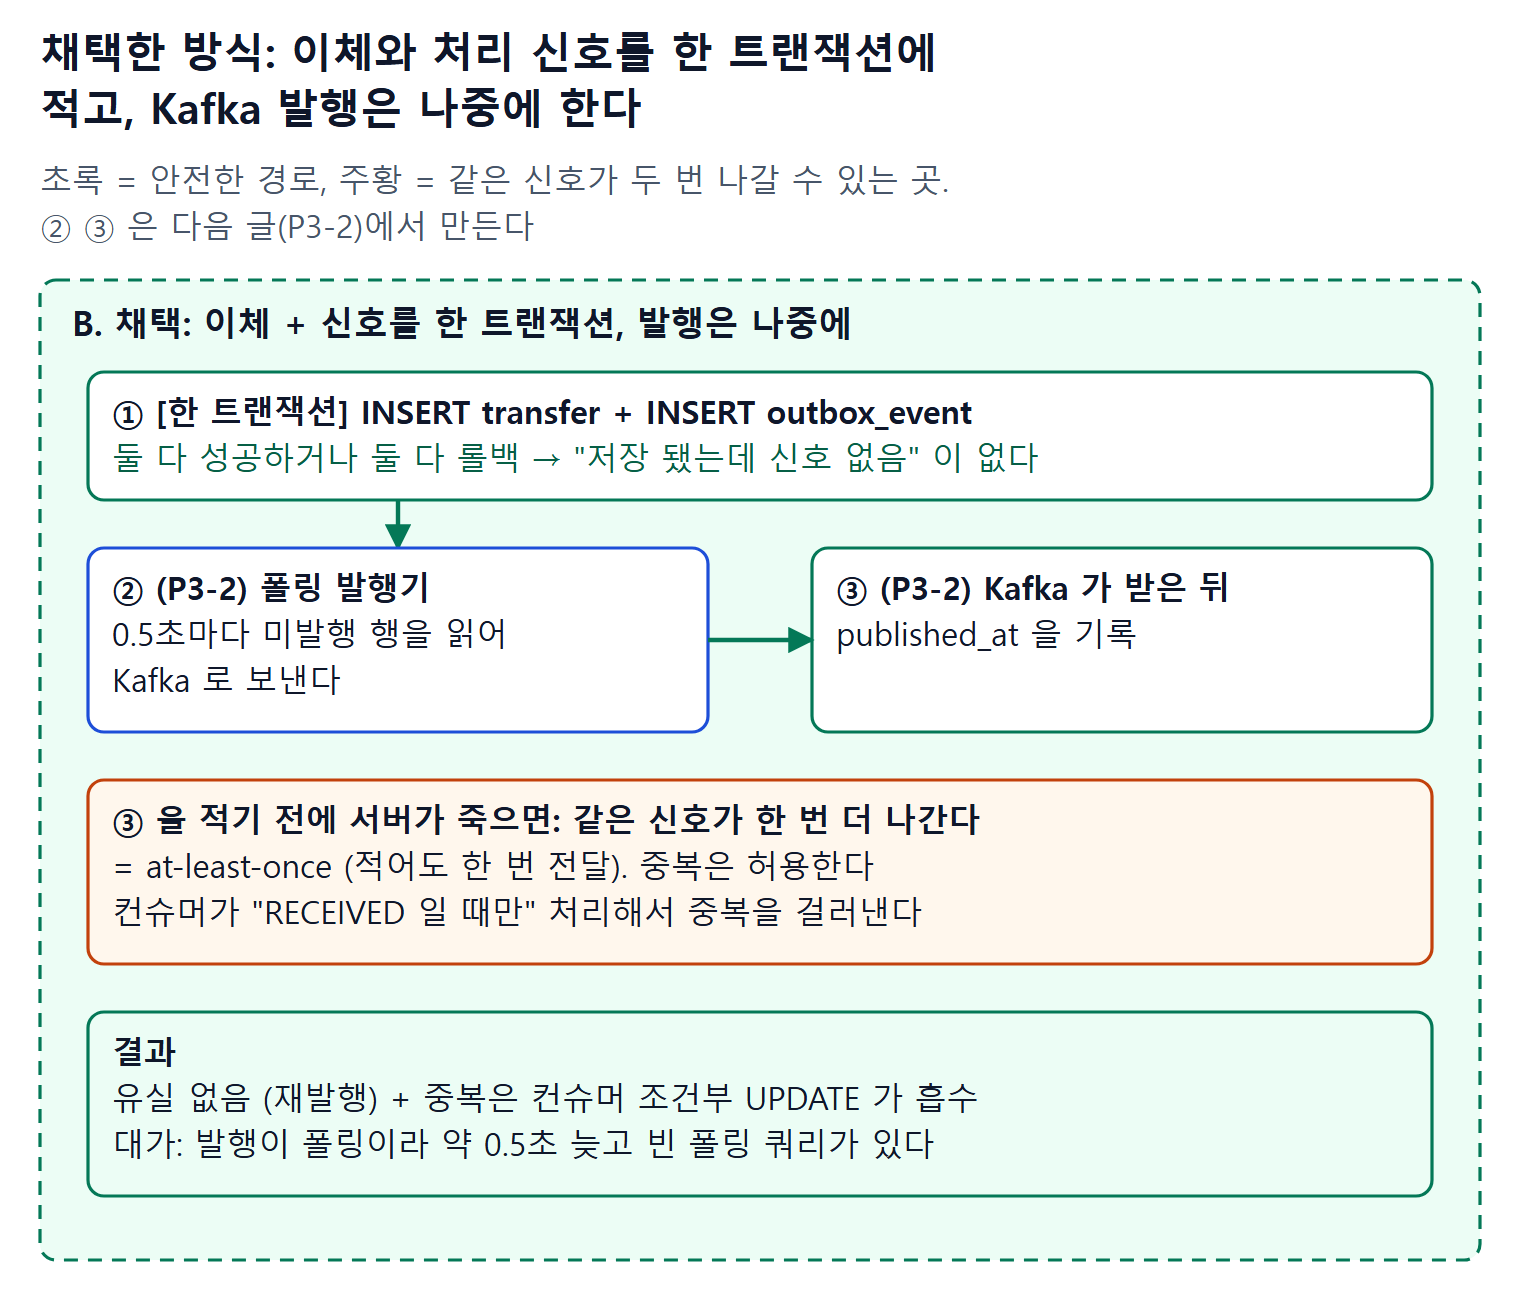 채택한 방식: 이체와 처리 신호를 한 트랜잭션에
적고, Kafka 발행은 나중에 한다
초록 = 안전한 경로, 주황 = 같은 신호가 두 번 나갈 수 있는 곳.
② ③ 은 다음 글(P3-2)에서 만든다
B. 채택: 이체 + 신호를 한 트랜잭션, 발행은 나중에
① [한 트랜잭션] INSERT transfer + INSERT outbox_event
둘 다 성공하거나 둘 다 롤백 → "저장 됐는데 신호 없음" 이 없다
② (P3-2) 폴링 발행기
0.5초마다 미발행 행을 읽어
Kafka 로 보낸다
③ (P3-2) Kafka 가 받은 뒤
published_at 을 기록
③ 을 적기 전에 서버가 죽으면: 같은 신호가 한 번 더 나간다
= at-least-once (적어도 한 번 전달). 중복은 허용한다
컨슈머가 "RECEIVED 일 때만" 처리해서 중복을 걸러낸다
결과
유실 없음 (재발행) + 중복은 컨슈머 조건부 UPDATE 가 흡수
대가: 발행이 폴링이라 약 0.5초 늦고 빈 폴링 쿼리가 있다